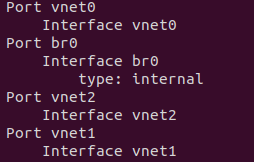 Port vnet0
    Interface vnet0
Port br0
    Interface br0
        type: internal
Port vnet2
    Interface vnet2
Port vnet1
    Interface vnet1